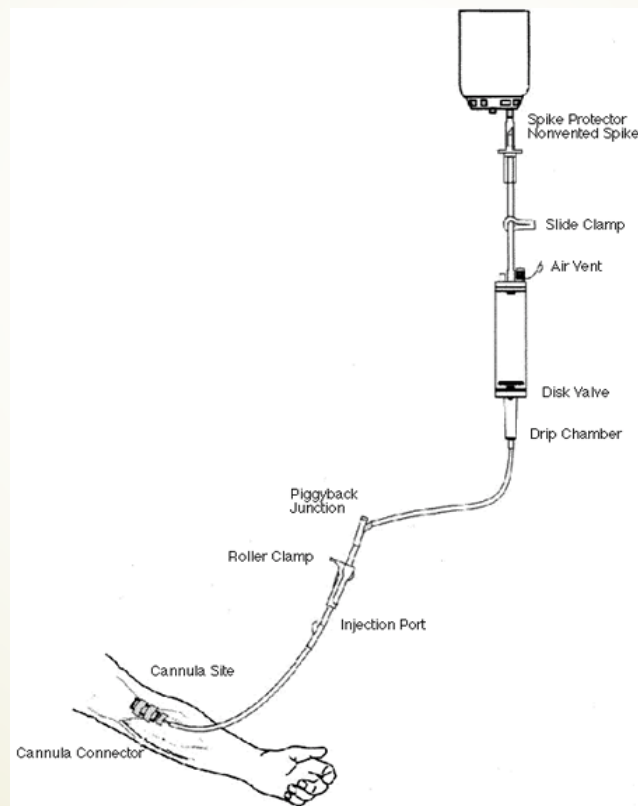 Spike Protector
Nonvented Spike
Slide Clamp
Air Vent
Disk Valve
Drip Chamber
Piggyback
Junction
Roller Clamp
Injection Port
Cannula Site
Cannula Connector